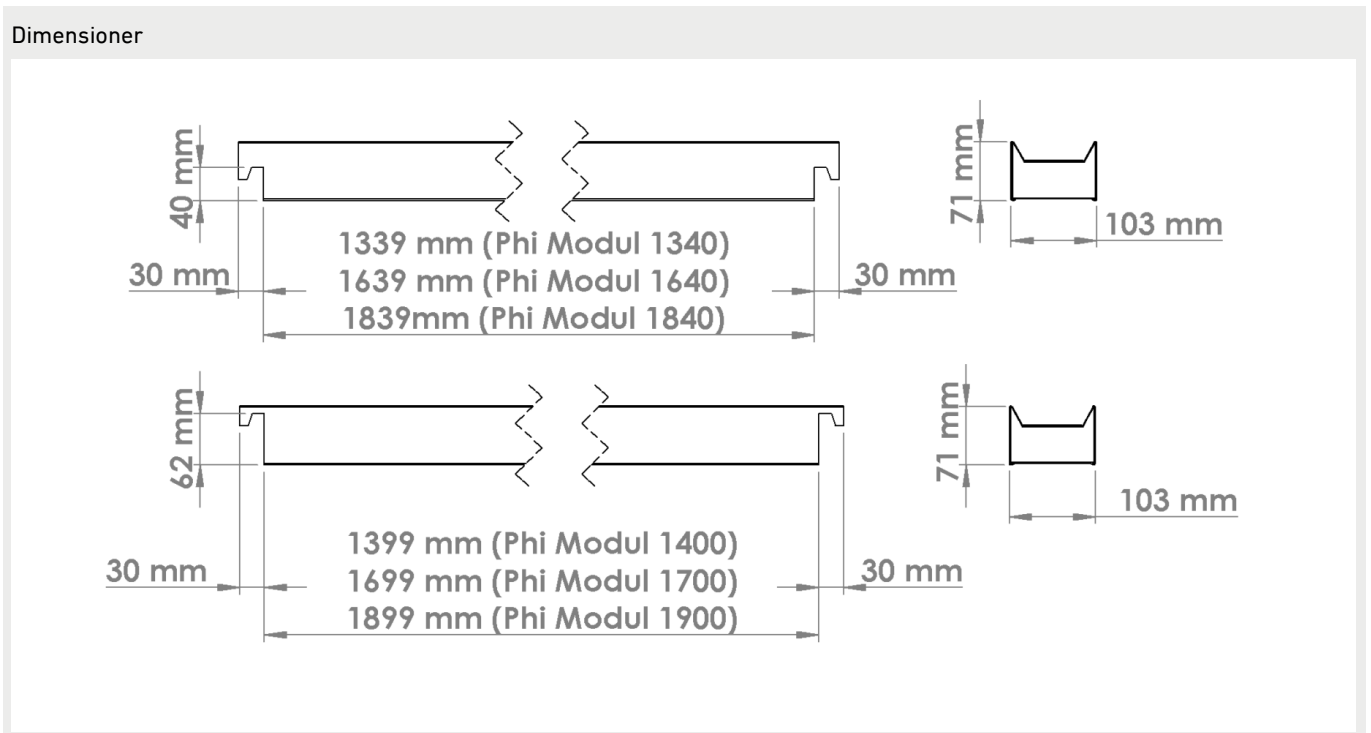 Dimensioner
40 mm
71 mm
103 mm
1339 mm (Phi Modul 1340)
30 mm
1639 mm (Phi Modul 1640)
30 mm
1839mm (Phi Modul 1840)
62 mm
71 mm
103 mm
1399 mm (Phi Modul 1400)
30 mm
1699 mm (Phi Modul 1700)
30 mm
1899 mm (Phi Modul 1900)